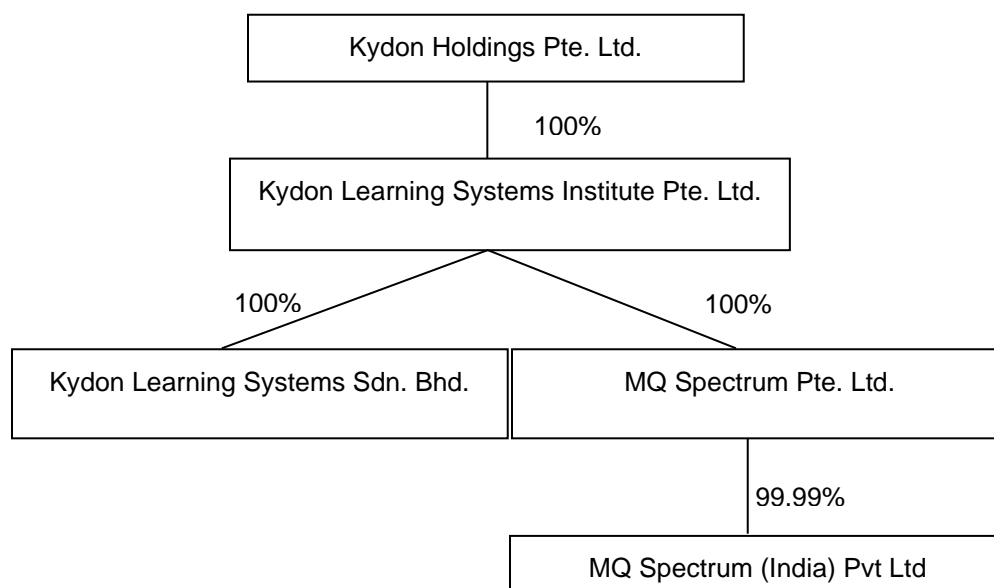 Kydon Holdings Pte. Ltd.
100%
Kydon Learning Systems Institute Pte. Ltd.
100%
100%
Kydon Learning Systems Sdn. Bhd.
MQ Spectrum Pte. Ltd.
99.99%
MQ Spectrum (India) Pvt Ltd